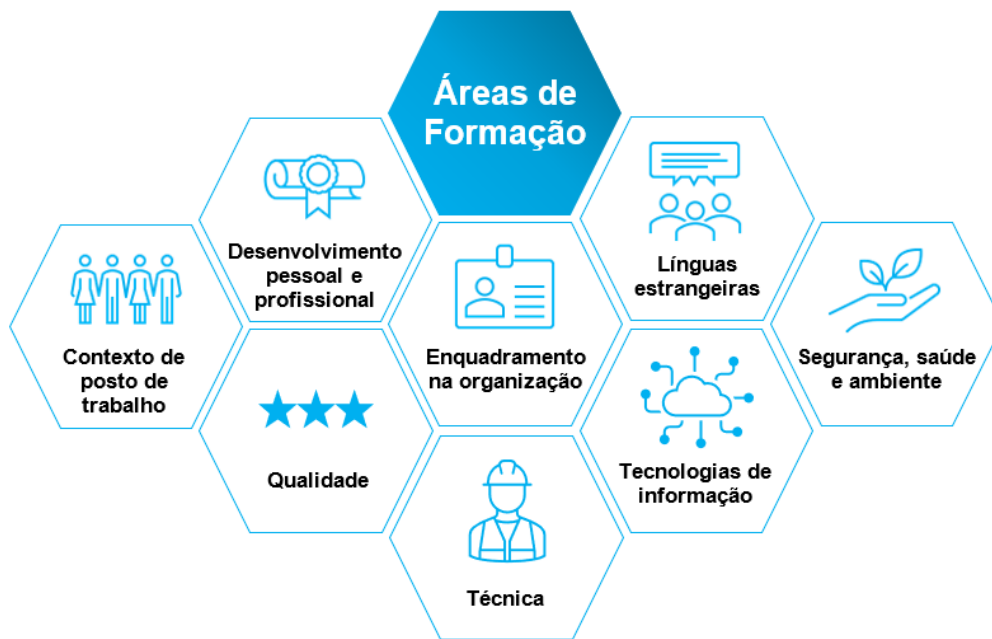 Áreas de
Formação
Desenvolvimento
pessoal e
profissional
Línguas
estrangeiras
Contexto de
posto de
trabalho
Enquadramento
na organização
Segurança, saúde
e ambiente
Qualidade
Tecnologias de
informação
Técnica